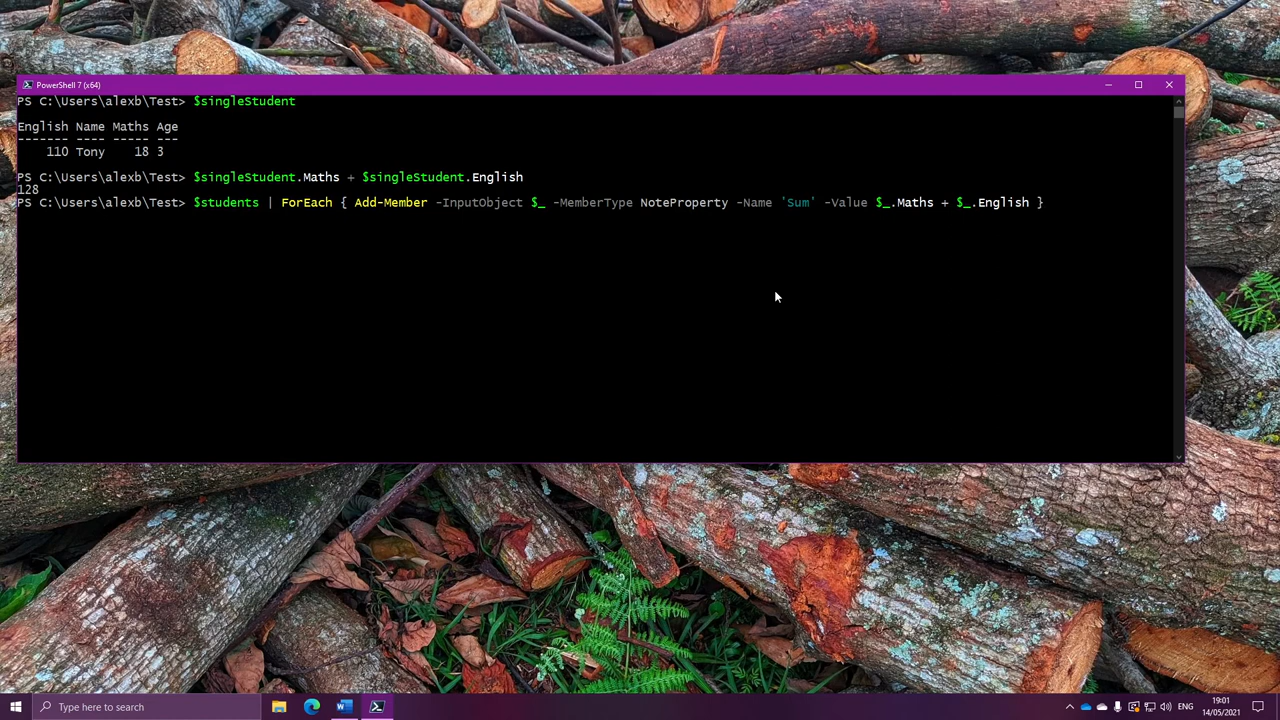 PowerShell 7 (x64)
PS C:\Users\alexb\Test> $singleStudent
English Name Maths Age
------- ---- ----- ---
110 Tony 18 3
PS C:\Users\alexb\Test> $singleStudent.Maths + $singleStudent.English
128
PS C:\Users\alexb\Test> $students | ForEach { Add-Member -InputObject $_ -MemberType NoteProperty -Name 'Sum' -Value $_.Maths + $_.English }
Type here to search
ENG
19:01
14/05/2021